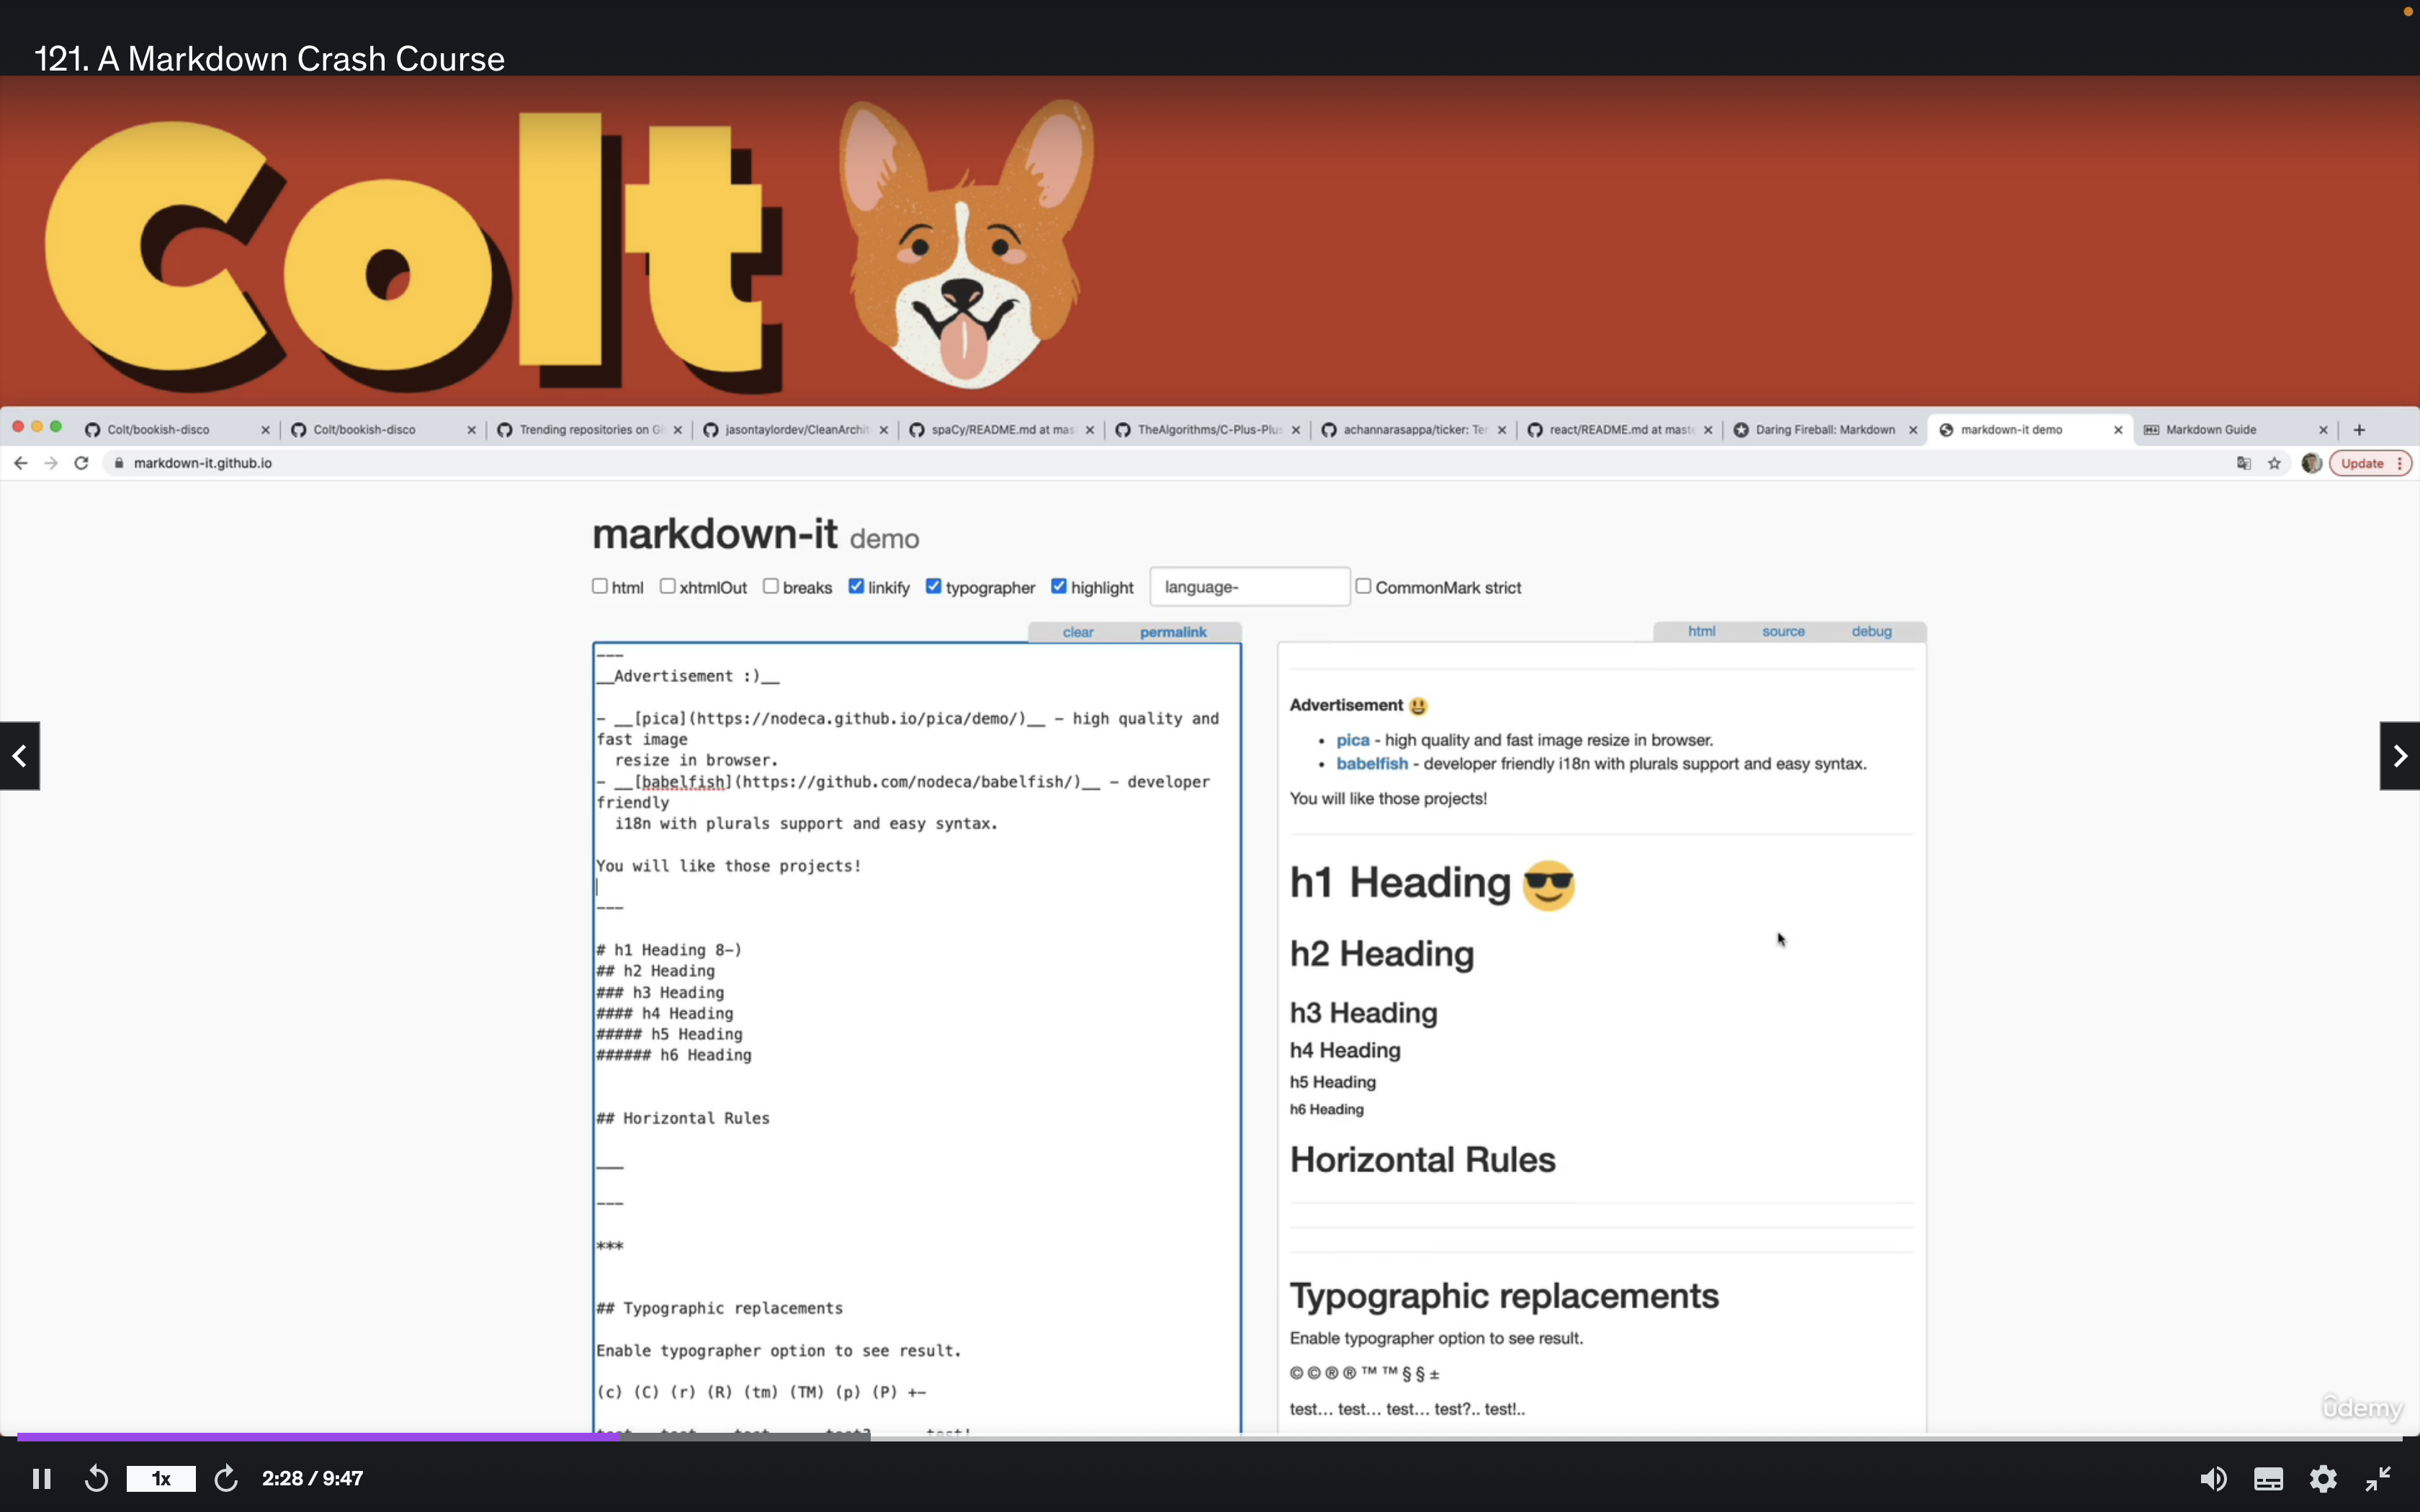 121. A Markdown Crash Course
Colt
Colt/bookish-disco
Colt/bookish-disco
Trending repositories on Gi
jasontaylordev/CleanArchit
spaCy/README.md at mas
TheAlgorithms/C-Plus-Plus
achannarasappa/ticker: Ter
react/README.md at maste
Daring Fireball: Markdown
markdown-it demo
Markdown Guide
markdown-it.github.io
Update
markdown-it demo
html xhtmlOut breaks linkify typographer highlight language- CommonMark strict
clear permalink
---
__Advertisement :)__
- __[pica](https://nodeca.github.io/pica/demo/)__ - high quality and
fast image
resize in browser.
- __[babelfish](https://github.com/nodeca/babelfish/)__ - developer
friendly
i18n with plurals support and easy syntax.
You will like those projects!
---
# h1 Heading 8-)
## h2 Heading
### h3 Heading
#### h4 Heading
##### h5 Heading
###### h6 Heading
## Horizontal Rules
___
---
***
## Typographic replacements
Enable typographer option to see result.
(c) (C) (r) (R) (tm) (TM) (p) (P) +-
html source debug
Advertisement 😃
• pica - high quality and fast image resize in browser.
• babelfish - developer friendly i18n with plurals support and easy syntax.
You will like those projects!
h1 Heading 😎
h2 Heading
h3 Heading
h4 Heading
h5 Heading
h6 Heading
Horizontal Rules
Typographic replacements
Enable typographer option to see result.
© © ® ® ™ ™ § § ±
test… test… test… test?.. test!..
udemy
1x
2:28 / 9:47